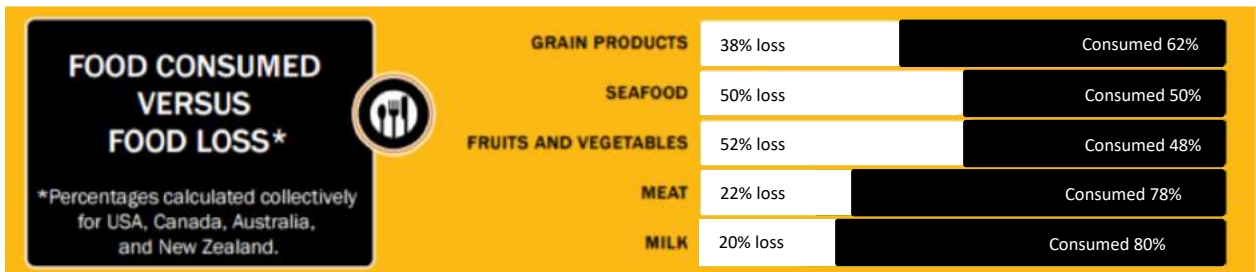 FOOD CONSUMED
VERSUS
FOOD LOSS*
*Percentages calculated collectively
for USA, Canada, Australia,
and New Zealand.
GRAIN PRODUCTS 38% loss Consumed 62%
SEAFOOD 50% loss Consumed 50%
FRUITS AND VEGETABLES 52% loss Consumed 48%
MEAT 22% loss Consumed 78%
MILK 20% loss Consumed 80%